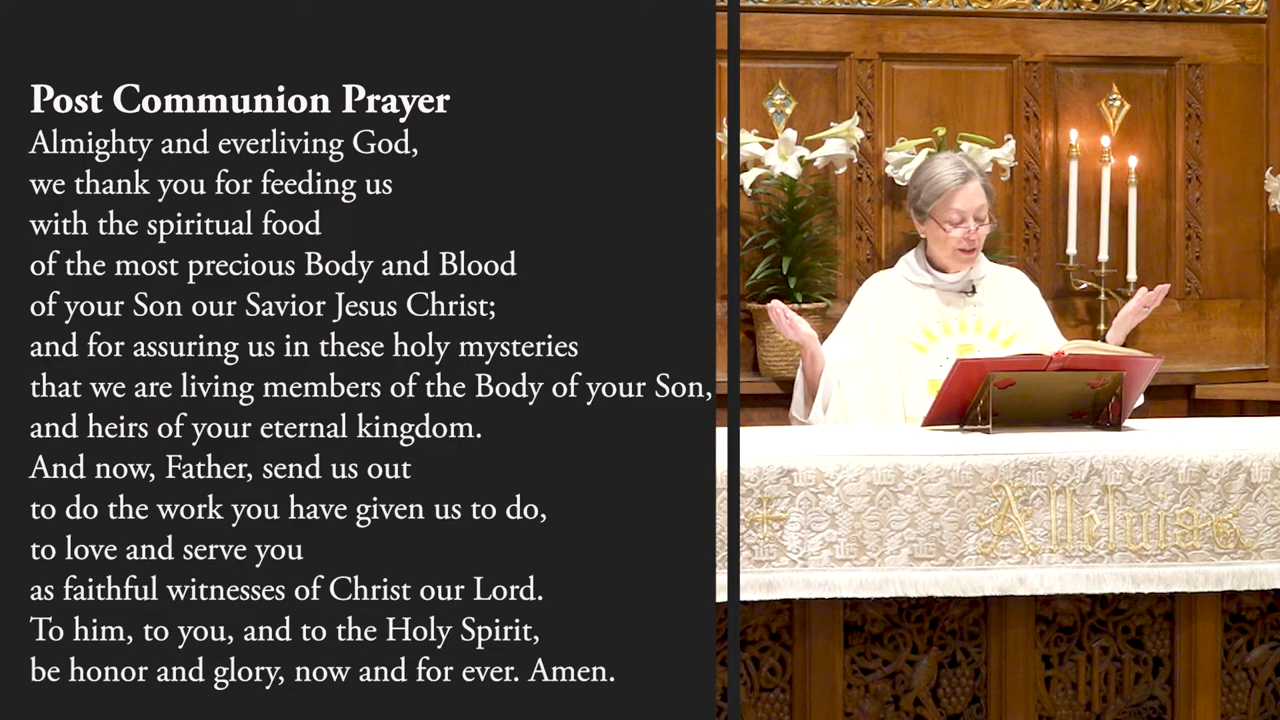 Post Communion Prayer
Almighty and everliving God,
we thank you for feeding us
with the spiritual food
of the most precious Body and Blood
of your Son our Savior Jesus Christ;
and for assuring us in these holy mysteries
that we are living members of the Body of your Son,
and heirs of your eternal kingdom.
And now, Father, send us out
to do the work you have given us to do,
to love and serve you
as faithful witnesses of Christ our Lord.
To him, to you, and to the Holy Spirit,
be honor and glory, now and for ever. Amen.
Alleluia